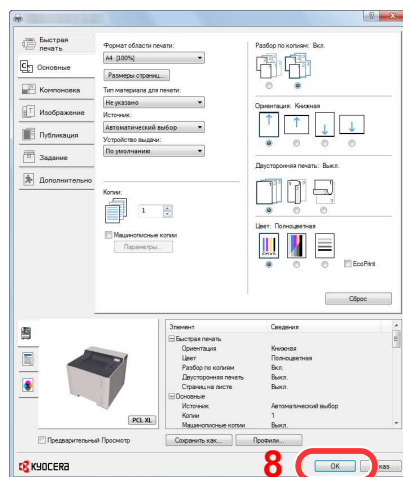 Быстрая
печать
Основные
Компоновка
Изображение
Публикация
Задание
Дополнительно
Формат области печати:
A4 [100%]
Размеры страниц...
Тип материала для печати:
Не указано
Источник:
Автоматический выбор
Устройство выдачи:
По умолчанию
Копии:
1
Машинописные копии
Параметры...
Разбор по копиям: Вкл.
Ориентация: Книжная
Двусторонняя печать: Выкл.
Цвет: Полноцветная
EcoPrint
Сброс
PCL XL
Предварительный Просмотр
Элемент Сведения
Быстрая печать
Ориентация Книжная
Цвет Полноцветная
Разбор по копиям Вкл.
Двусторонняя печать Выкл.
Страниц на листе Выкл.
Основные
Источник Автоматический выбор
Копии 1
Машинописные копии Выкл.
Сохранить как... Профили...
KYOCERA
8
OK
каз